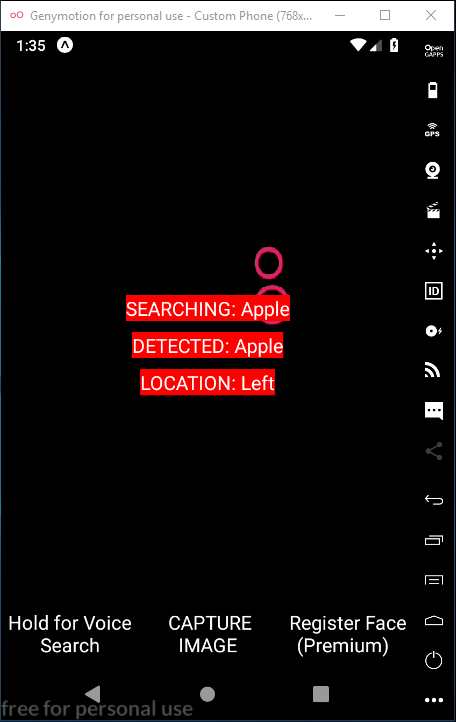 Genymotion for personal use - Custom Phone (768x...
1:35
Open
GAPPS
GPS
ID
SEARCHING: Apple
DETECTED: Apple
LOCATION: Left
Hold for Voice
Search
CAPTURE
IMAGE
Register Face
(Premium)
free for personal use